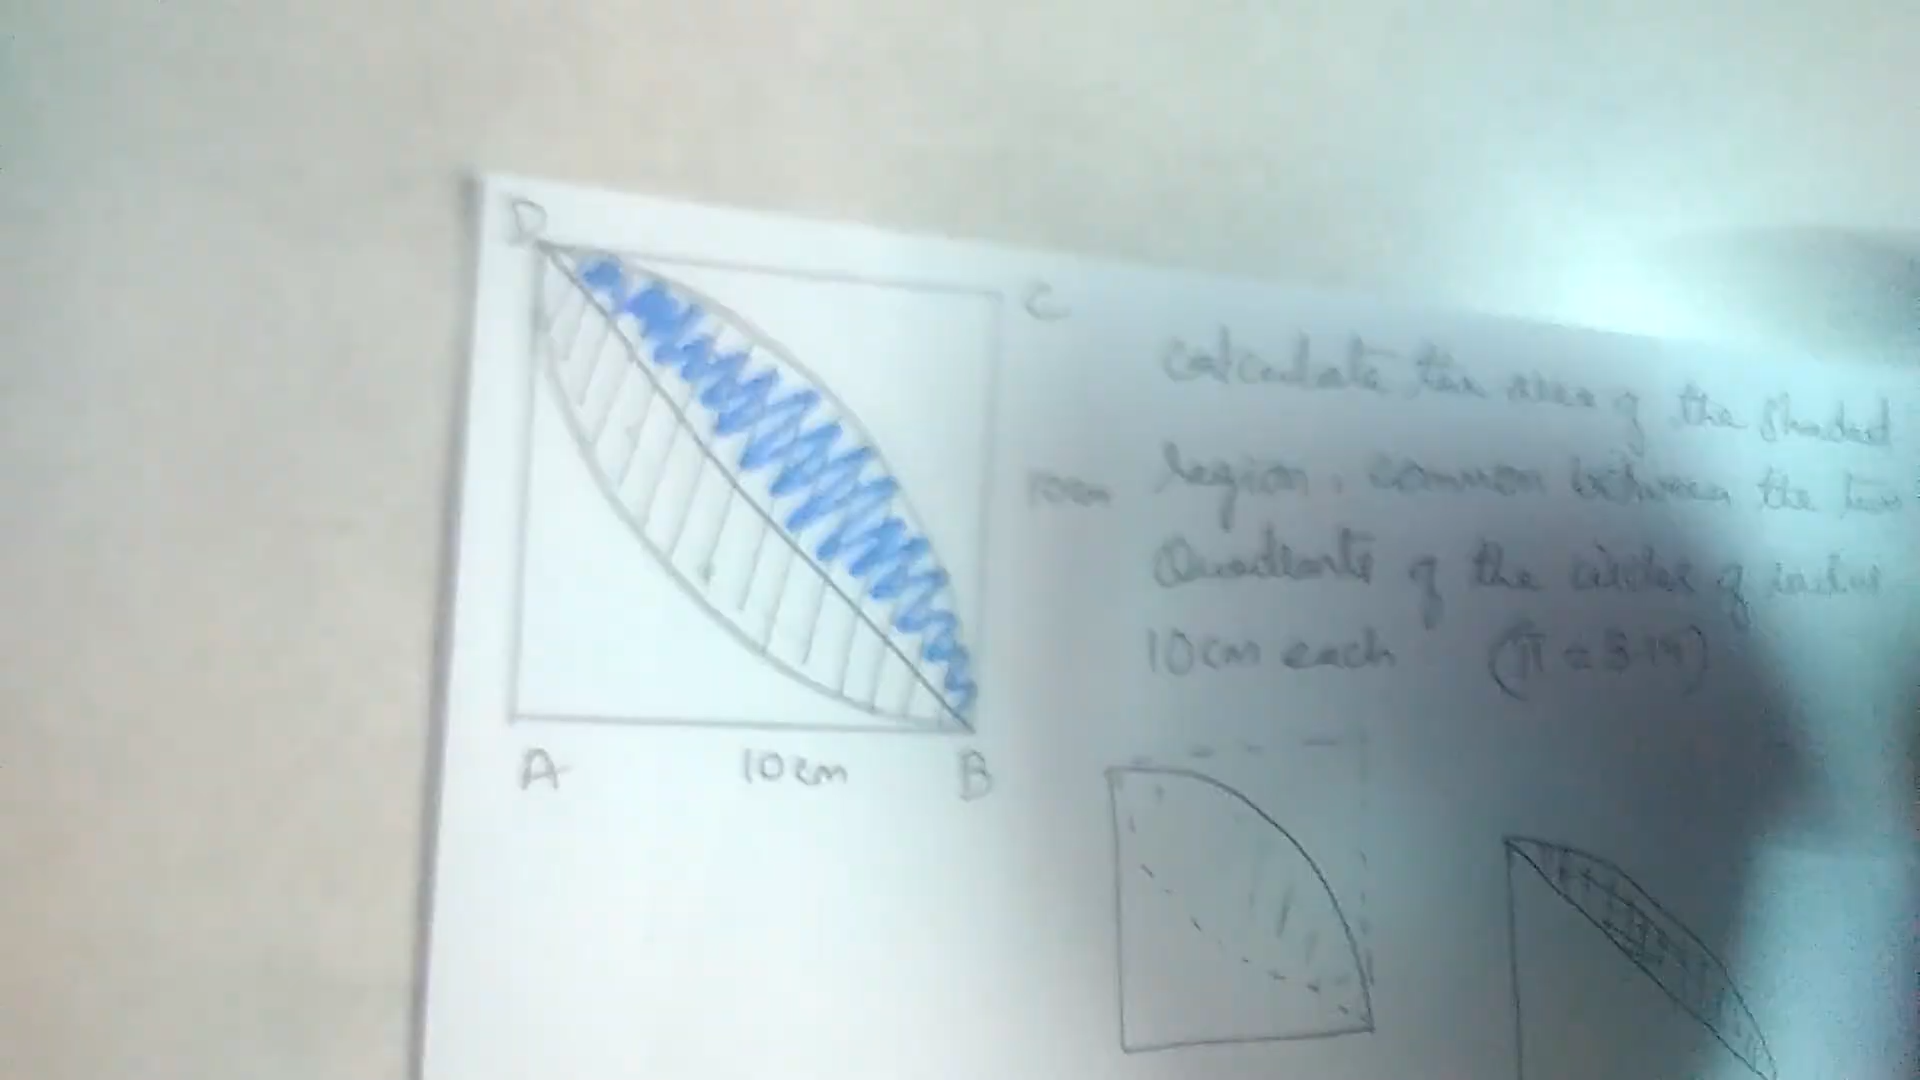 D
C
calculate the area of the shaded
10cm
region, common between the two
Quadrants of the circles of radius
10cm each (π = 3.14)
A 10cm B